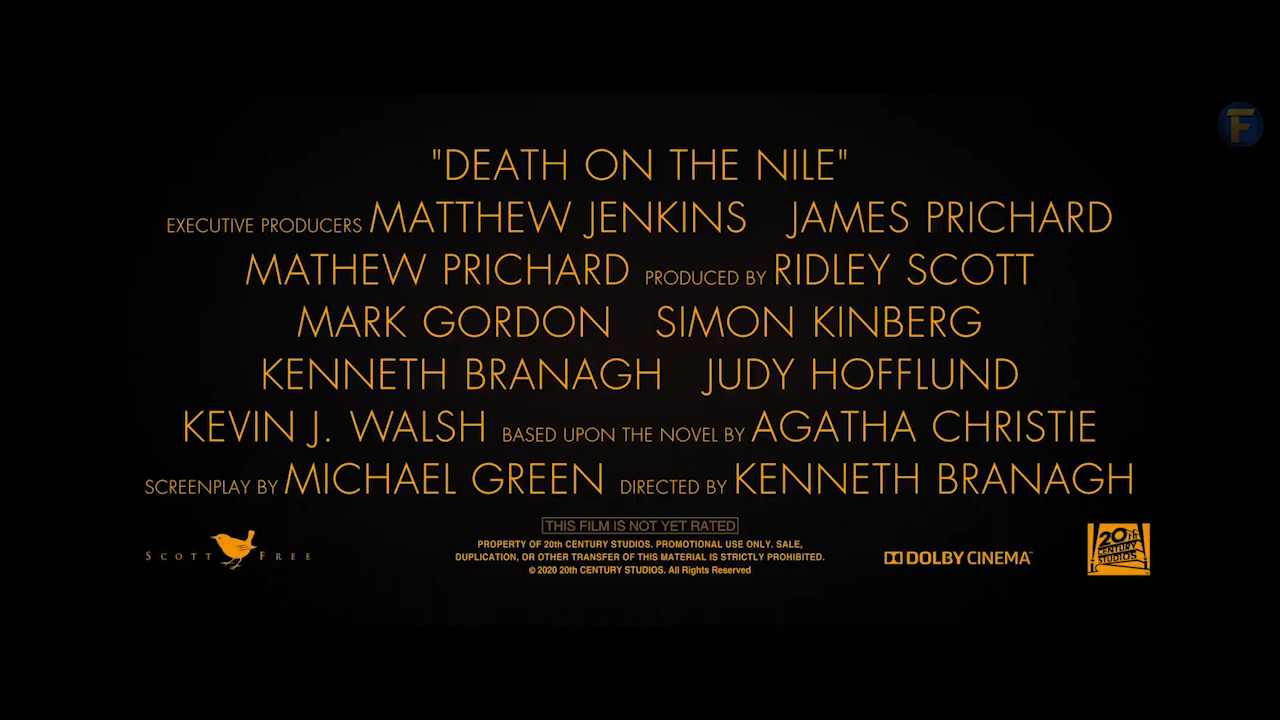 "DEATH ON THE NILE"
EXECUTIVE PRODUCERS MATTHEW JENKINS JAMES PRICHARD
MATHEW PRICHARD PRODUCED BY RIDLEY SCOTT
MARK GORDON SIMON KINBERG
KENNETH BRANAGH JUDY HOFFLUND
KEVIN J. WALSH BASED UPON THE NOVEL BY AGATHA CHRISTIE
SCREENPLAY BY MICHAEL GREEN DIRECTED BY KENNETH BRANAGH
THIS FILM IS NOT YET RATED
PROPERTY OF 20th CENTURY STUDIOS. PROMOTIONAL USE ONLY. SALE,
DUPLICATION, OR OTHER TRANSFER OF THIS MATERIAL IS STRICTLY PROHIBITED.
© 2020 20th CENTURY STUDIOS. All Rights Reserved
SCOTT FREE
DOLBY CINEMA™
20th
CENTURY
STUDIOS
F